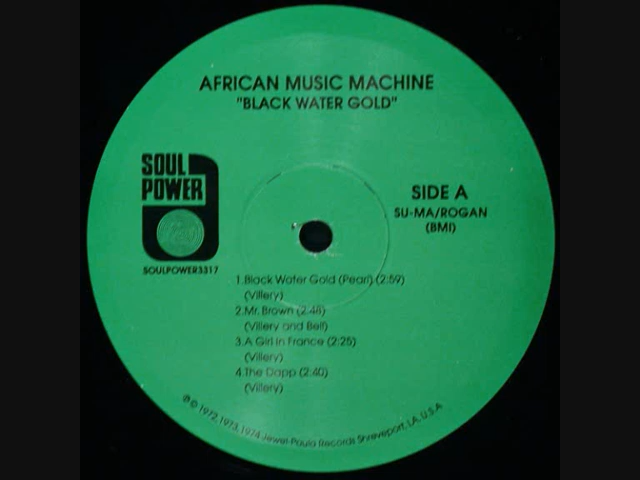 AFRICAN MUSIC MACHINE
"BLACK WATER GOLD"
SOUL
POWER
SOULPOWER3317
SIDE A
SU-MA/ROGAN
(BMI)
1.Black Water Gold (Pearl) (2:59)
(Villery)
2.Mr. Brown (2:48)
(Villery and Bell)
3.A Girl in France (2:25)
(Villery)
4.The Dapp (2:40)
(Villery)
℗ © 1972,1973,1974 Jewel-Paula Records Shreveport, LA. U.S.A